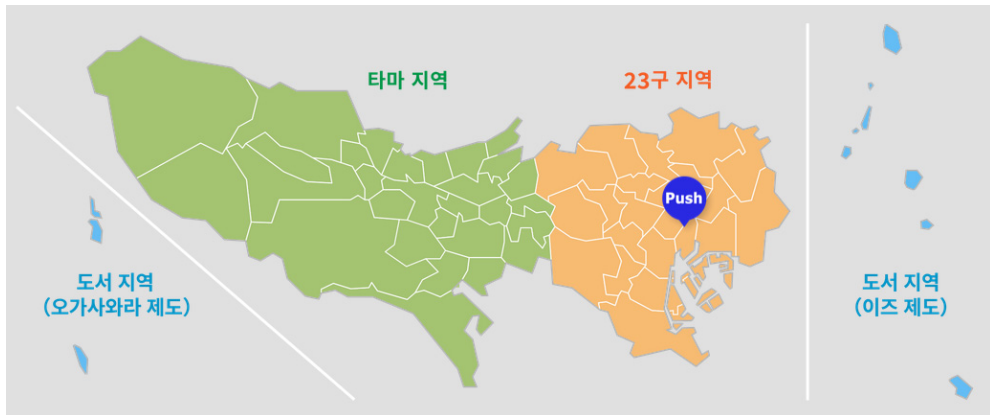 타마 지역
23구 지역
Push
도서 지역
(오가사와라 제도)
도서 지역
(이즈 제도)